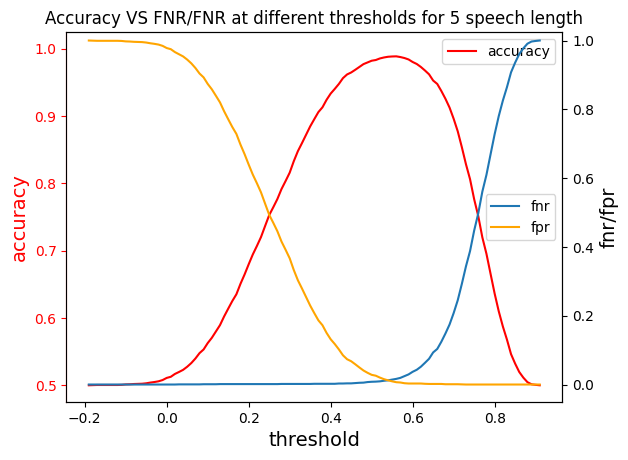 Accuracy VS FNR/FNR at different thresholds for 5 speech length
accuracy
fnr
fpr
1.0
0.9
0.8
0.7
0.6
0.5
accuracy
1.0
0.8
0.6
0.4
0.2
0.0
fnr/fpr
−0.2 0.0 0.2 0.4 0.6 0.8
threshold